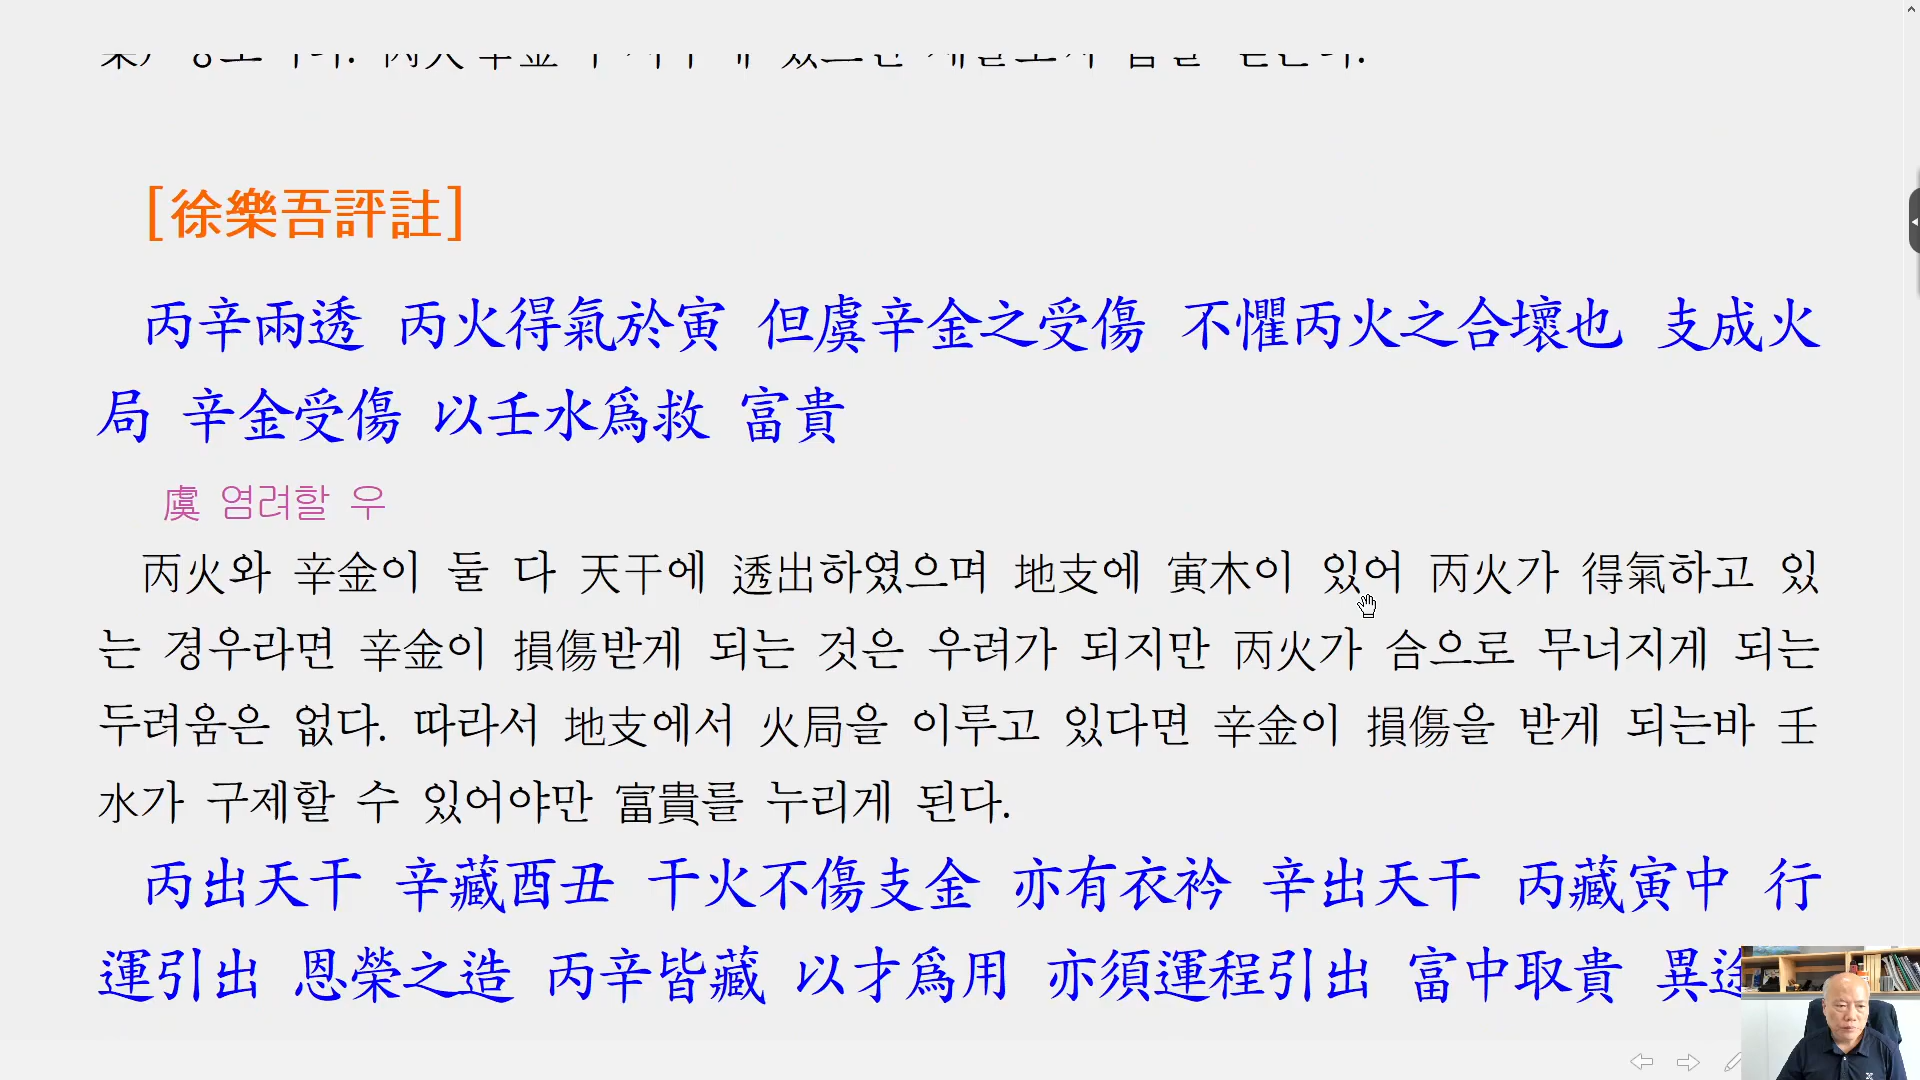 [徐樂吾評註]
丙辛兩透 丙火得氣於寅 但虞辛金之受傷 不懼丙火之合壞也 支成火
局 辛金受傷 以壬水爲救 富貴
虞 염려할 우
丙火와 辛金이 둘 다 天干에 透出하였으며 地支에 寅木이 있어 丙火가 得氣하고 있
는 경우라면 辛金이 損傷받게 되는 것은 우려가 되지만 丙火가 合으로 무너지게 되는
두려움은 없다. 따라서 地支에서 火局을 이루고 있다면 辛金이 損傷을 받게 되는바 壬
水가 구제할 수 있어야만 富貴를 누리게 된다.
丙出天干 辛藏酉丑 干火不傷支金 亦有衣衿 辛出天干 丙藏寅中 行
運引出 恩榮之造 丙辛皆藏 以才爲用 亦須運程引出 富中取貴 異途